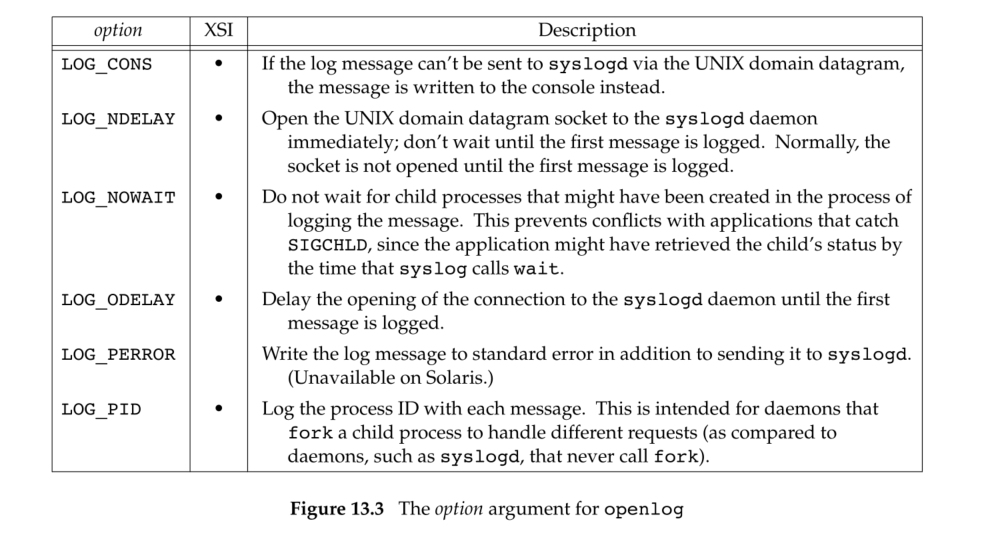 option XSI Description
LOG_CONS • If the log message can't be sent to syslogd via the UNIX domain datagram,
the message is written to the console instead.
LOG_NDELAY • Open the UNIX domain datagram socket to the syslogd daemon
immediately; don't wait until the first message is logged. Normally, the
socket is not opened until the first message is logged.
LOG_NOWAIT • Do not wait for child processes that might have been created in the process of
logging the message. This prevents conflicts with applications that catch
SIGCHLD, since the application might have retrieved the child's status by
the time that syslog calls wait.
LOG_ODELAY • Delay the opening of the connection to the syslogd daemon until the first
message is logged.
LOG_PERROR Write the log message to standard error in addition to sending it to syslogd.
(Unavailable on Solaris.)
LOG_PID • Log the process ID with each message. This is intended for daemons that
fork a child process to handle different requests (as compared to
daemons, such as syslogd, that never call fork).
Figure 13.3 The option argument for openlog